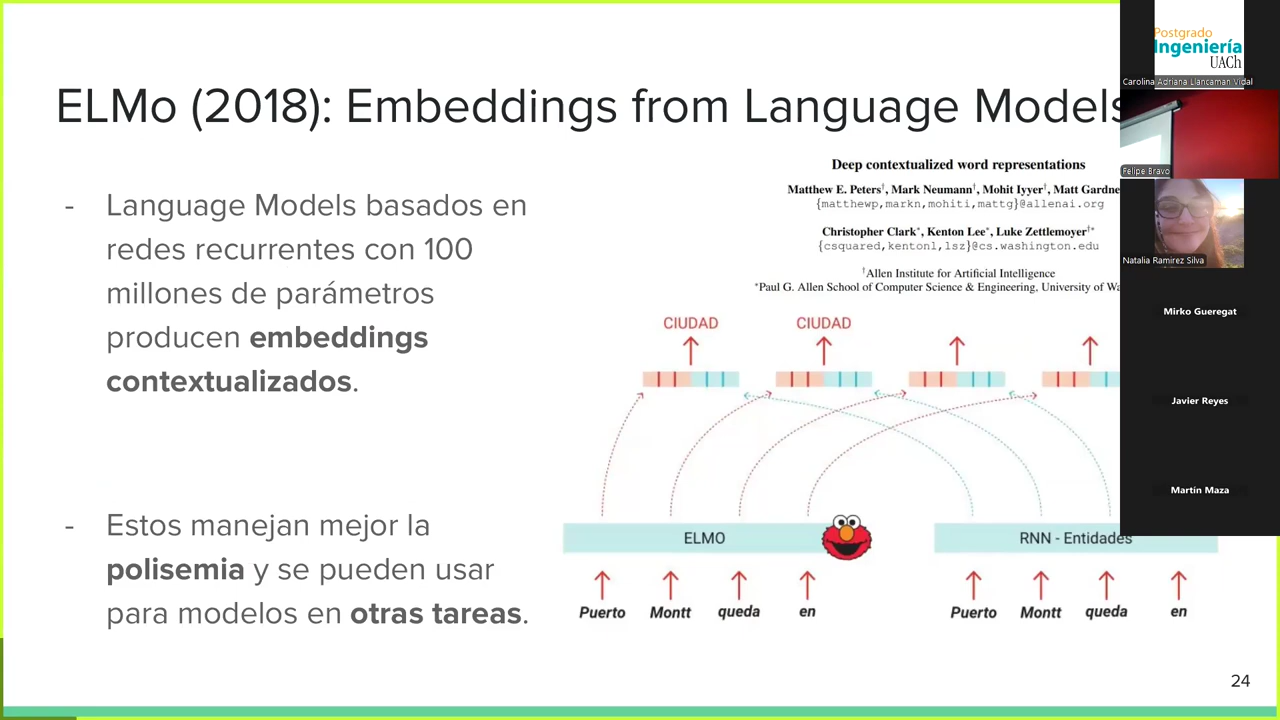 ELMo (2018): Embeddings from Language Models
- Language Models basados en
redes recurrentes con 100
millones de parámetros
producen embeddings
contextualizados.
- Estos manejan mejor la
polisemia y se pueden usar
para modelos en otras tareas.
Deep contextualized word representations
Matthew E. Peters†, Mark Neumann†, Mohit Iyyer†, Matt Gardne
{matthewp,markn,mohiti,mattg}@allenai.org
Christopher Clark*, Kenton Lee*, Luke Zettlemoyer†*
{csquared,kentonl,lsz}@cs.washington.edu
†Allen Institute for Artificial Intelligence
*Paul G. Allen School of Computer Science & Engineering, University of Wa
CIUDAD CIUDAD
ELMO RNN - Entidades
Puerto Montt queda en Puerto Montt queda en
24
Postgrado
Ingeniería
UACh
Carolina Adriana Llancaman Vidal
Felipe Bravo
Natalia Ramirez Silva
Mirko Gueregat
Javier Reyes
Martín Maza